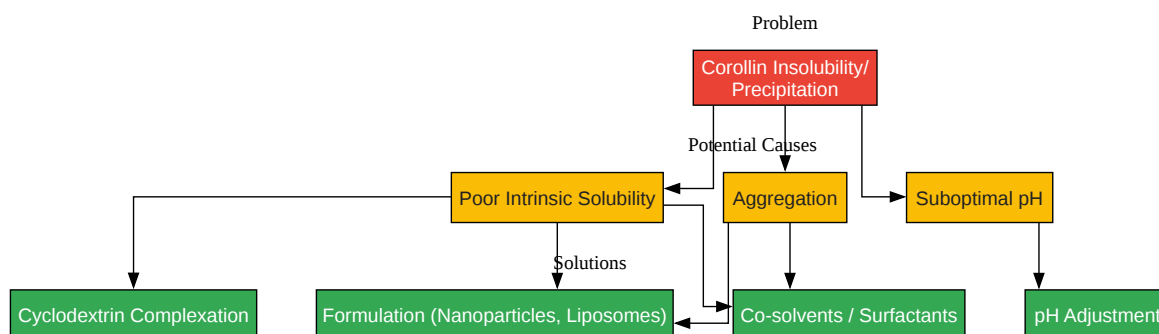 Problem
Corollin Insolubility/
Precipitation
Potential Causes
Poor Intrinsic Solubility
Aggregation
Suboptimal pH
Solutions
Cyclodextrin Complexation
Formulation (Nanoparticles, Liposomes)
Co-solvents / Surfactants
pH Adjustment